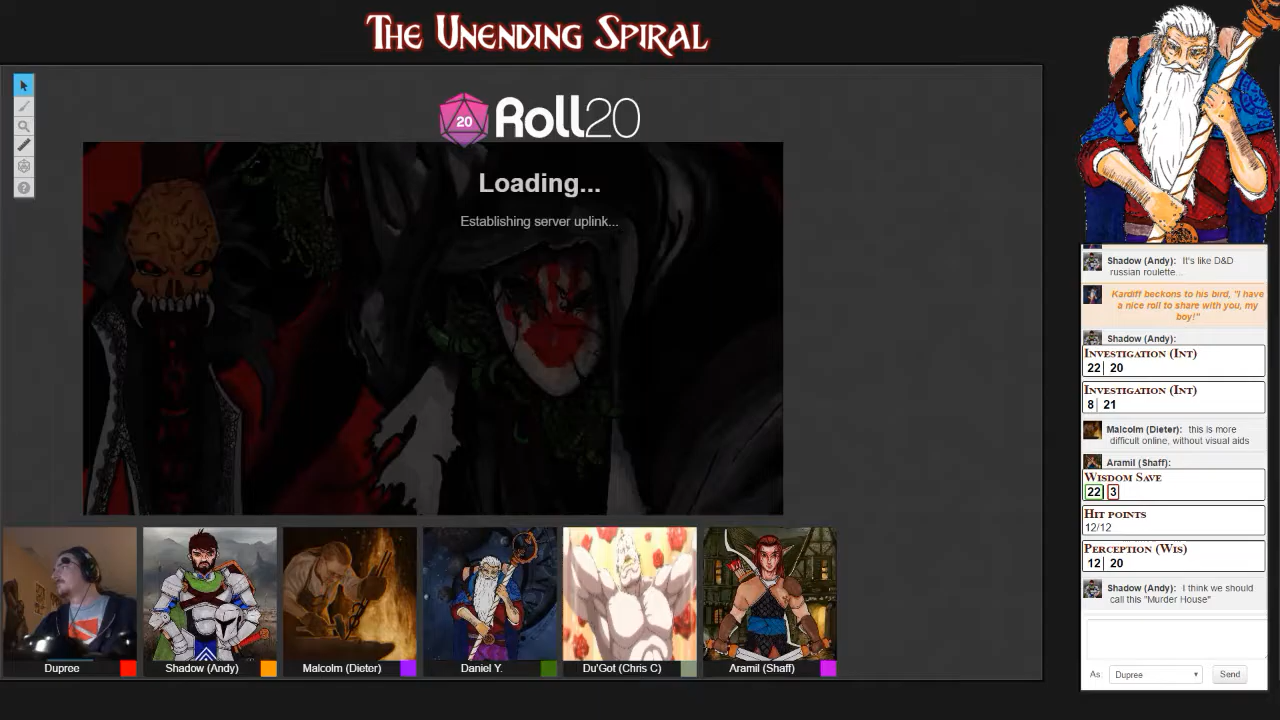 The Unending Spiral
20 Roll20
Loading...
Establishing server uplink...
Shadow (Andy): It's like D&D
russian roulette...
Kardiff beckons to his bird, "I have
a nice roll to share with you, my
boy!"
Shadow (Andy):
Investigation (Int)
22| 20
Investigation (Int)
8| 21
Malcolm (Dieter): this is more
difficult online, without visual aids
Aramil (Shaff):
Wisdom Save
22| 3
Hit points
12/12
Perception (Wis)
12| 20
Shadow (Andy): I think we should
call this "Murder House"
As: Dupree Send
Dupree
Shadow (Andy)
Malcolm (Dieter)
Daniel Y.
Du'Got (Chris C)
Aramil (Shaff)